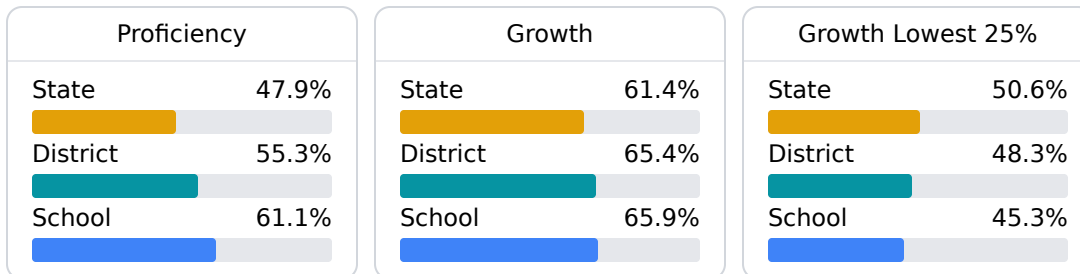 Proficiency
State 47.9%
District 55.3%
School 61.1%
Growth
State 61.4%
District 65.4%
School 65.9%
Growth Lowest 25%
State 50.6%
District 48.3%
School 45.3%